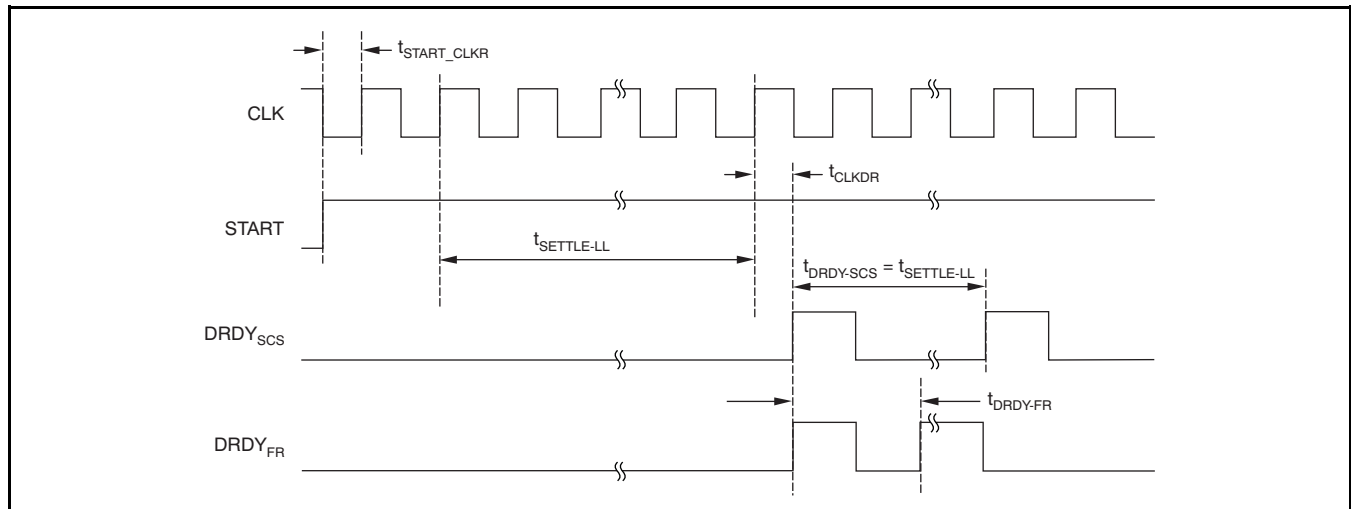 tSTART_CLKR
CLK
tCLKDR
START
tSETTLE-LL
tDRDY-SCS = tSETTLE-LL
DRDYSCS
tDRDY-FR
DRDYFR